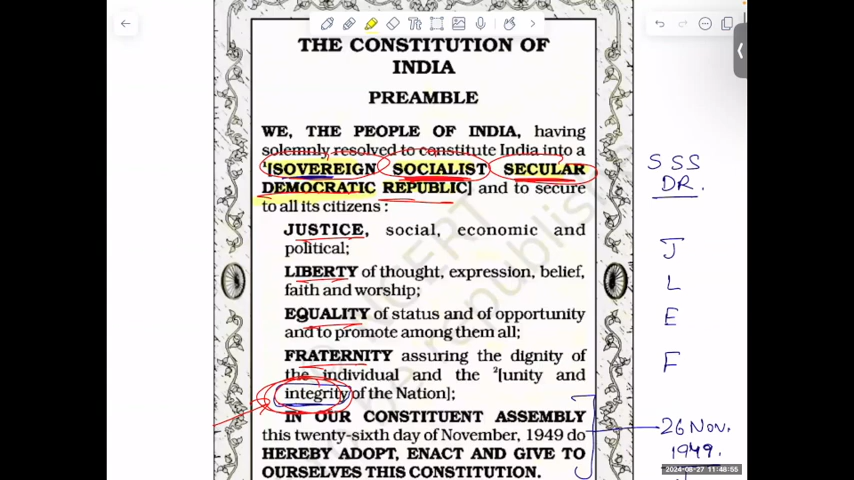 THE CONSTITUTION OF
INDIA
PREAMBLE
WE, THE PEOPLE OF INDIA, having
solemnly resolved to constitute India into a
¹[SOVEREIGN SOCIALIST SECULAR
DEMOCRATIC REPUBLIC] and to secure
to all its citizens :
JUSTICE, social, economic and
political;
LIBERTY of thought, expression, belief,
faith and worship;
EQUALITY of status and of opportunity
and to promote among them all;
FRATERNITY assuring the dignity of
the individual and the ²[unity and
integrity of the Nation];
IN OUR CONSTITUENT ASSEMBLY
this twenty-sixth day of November, 1949 do
HEREBY ADOPT, ENACT AND GIVE TO
OURSELVES THIS CONSTITUTION.
SSS
DR.
J
L
E
F
26 Nov.
1949.
2024-08-27 11:48:55
Tt
NCERT
republish